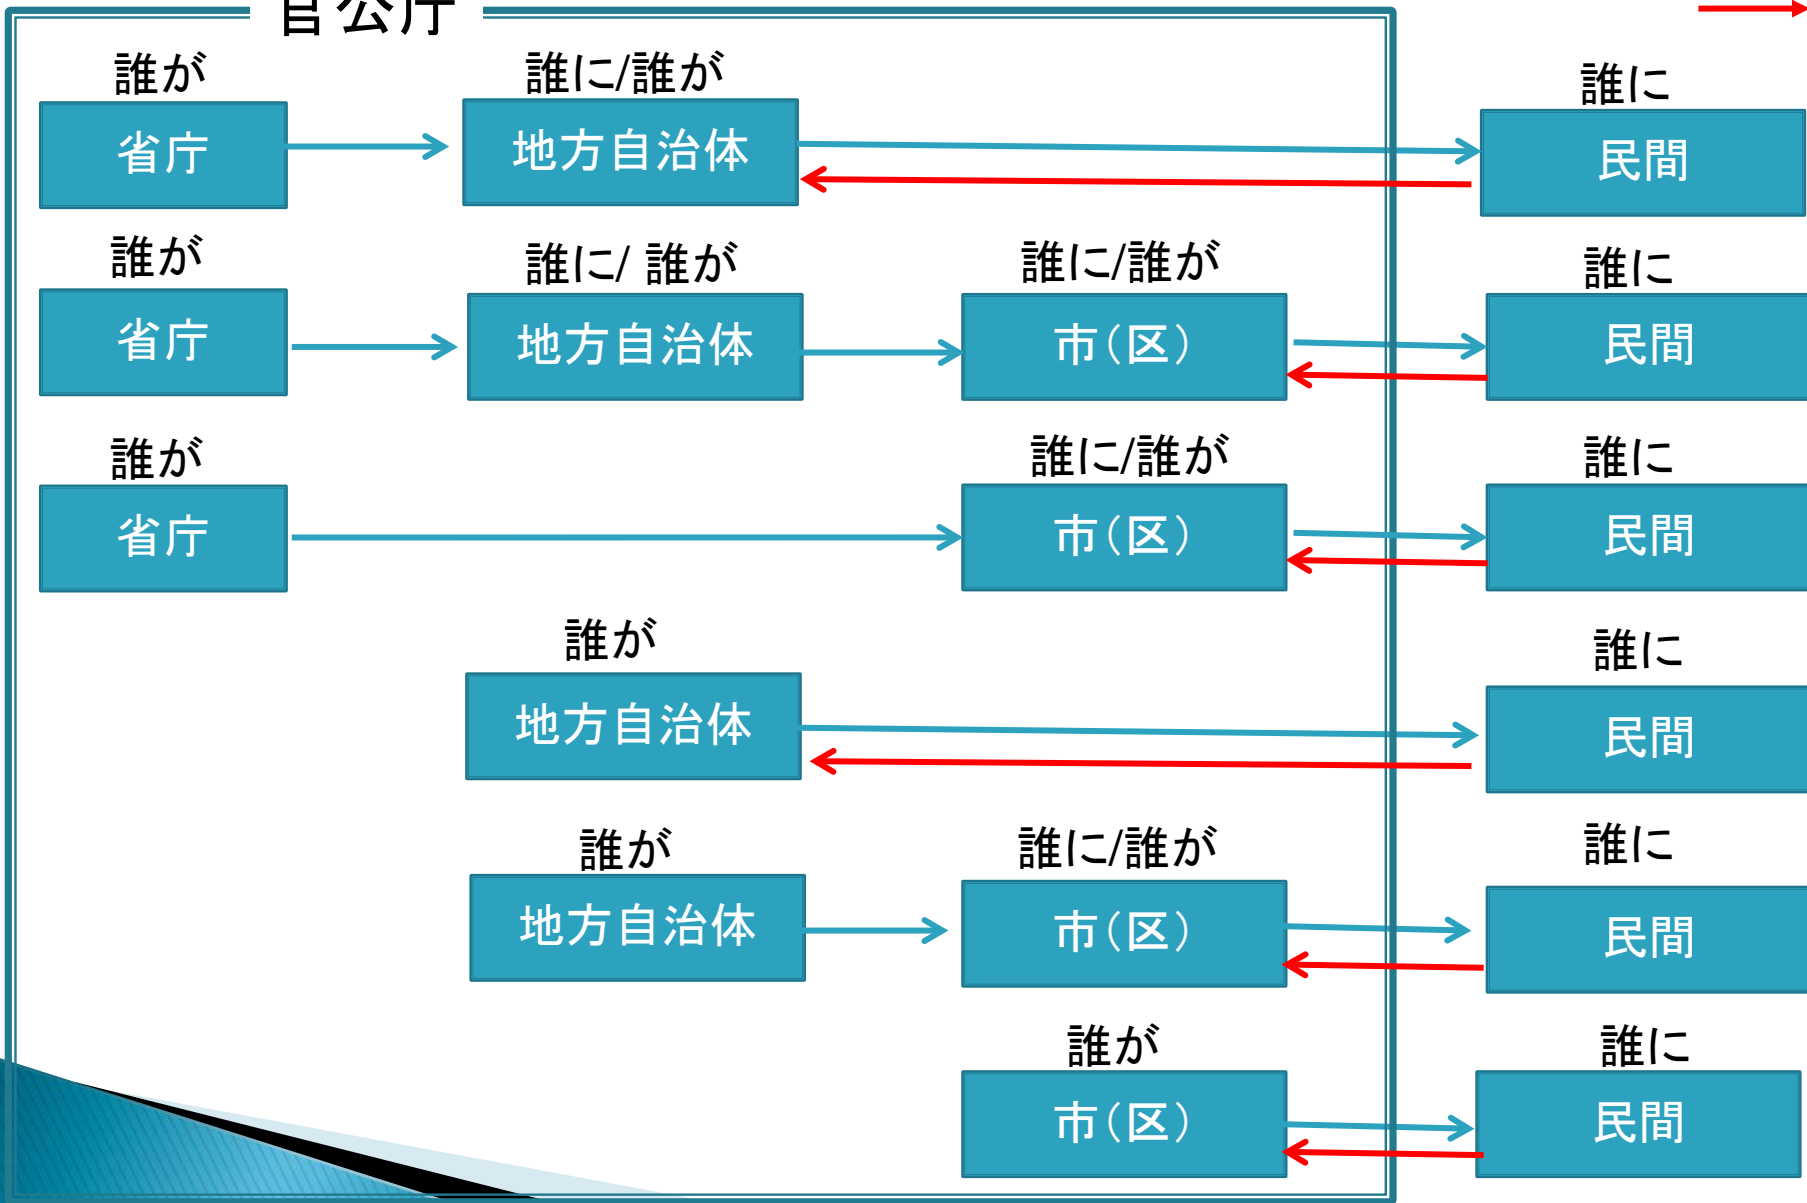 官公庁
誰が 誰に/誰が 誰に
省庁 地方自治体 民間
誰が 誰に/ 誰が 誰に/誰が 誰に
省庁 地方自治体 市(区) 民間
誰が 誰に/誰が 誰に
省庁 市(区) 民間
誰が 誰に
地方自治体 民間
誰が 誰に/誰が 誰に
地方自治体 市(区) 民間
誰が 誰に
市(区) 民間